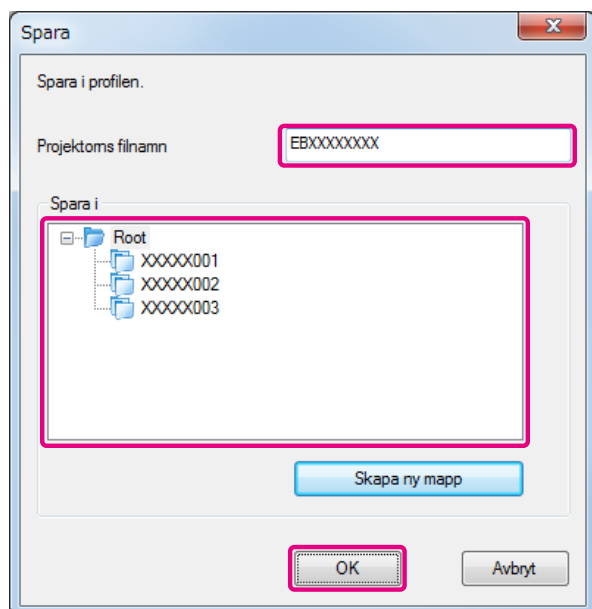 Spara
Spara i profilen.
Projektorns filnamn
EBXXXXXXXX
Spara i
Root
XXXXX001
XXXXX002
XXXXX003
Skapa ny mapp
OK
Avbryt